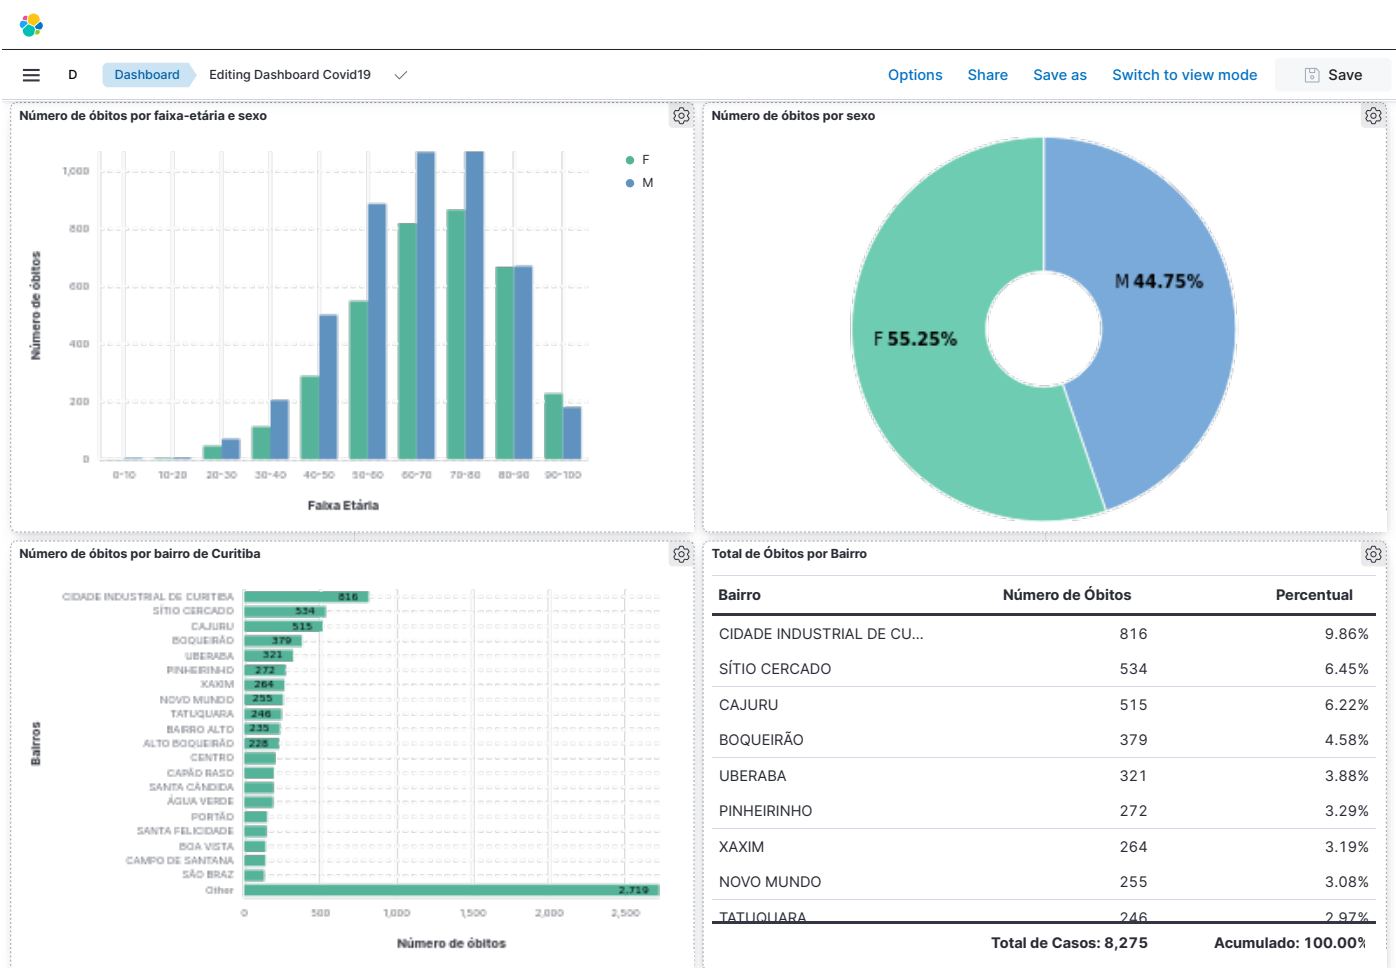 D Dashboard Editing Dashboard Covid19 Options Share Save as Switch to view mode Save
Número de óbitos por faixa-etária e sexo
F
M
1,000
800
600
400
200
0
Número de óbitos
0-10 10-20 20-30 30-40 40-50 50-60 60-70 70-80 80-90 90-100
Faixa Etária
Número de óbitos por sexo
M 44.75%
F 55.25%
Número de óbitos por bairro de Curitiba
Bairros
CIDADE INDUSTRIAL DE CURITIBA 816
SÍTIO CERCADO 534
CAJURU 515
BOQUEIRÃO 379
UBERABA 321
PINHEIRINHO 272
XAXIM 264
NOVO MUNDO 255
TATUQUARA 246
BAIRRO ALTO 235
ALTO BOQUEIRÃO 228
CENTRO
CAPÃO RASO
SANTA CÂNDIDA
ÁGUA VERDE
PORTÃO
SANTA FELICIDADE
BOA VISTA
CAMPO DE SANTANA
SÃO BRAZ
Other 2,719
0 500 1,000 1,500 2,000 2,500
Número de óbitos
Total de Óbitos por Bairro
Bairro Número de Óbitos Percentual
CIDADE INDUSTRIAL DE CU... 816 9.86%
SÍTIO CERCADO 534 6.45%
CAJURU 515 6.22%
BOQUEIRÃO 379 4.58%
UBERABA 321 3.88%
PINHEIRINHO 272 3.29%
XAXIM 264 3.19%
NOVO MUNDO 255 3.08%
TATUQUARA 246 2.97%
Total de Casos: 8,275 Acumulado: 100.00%